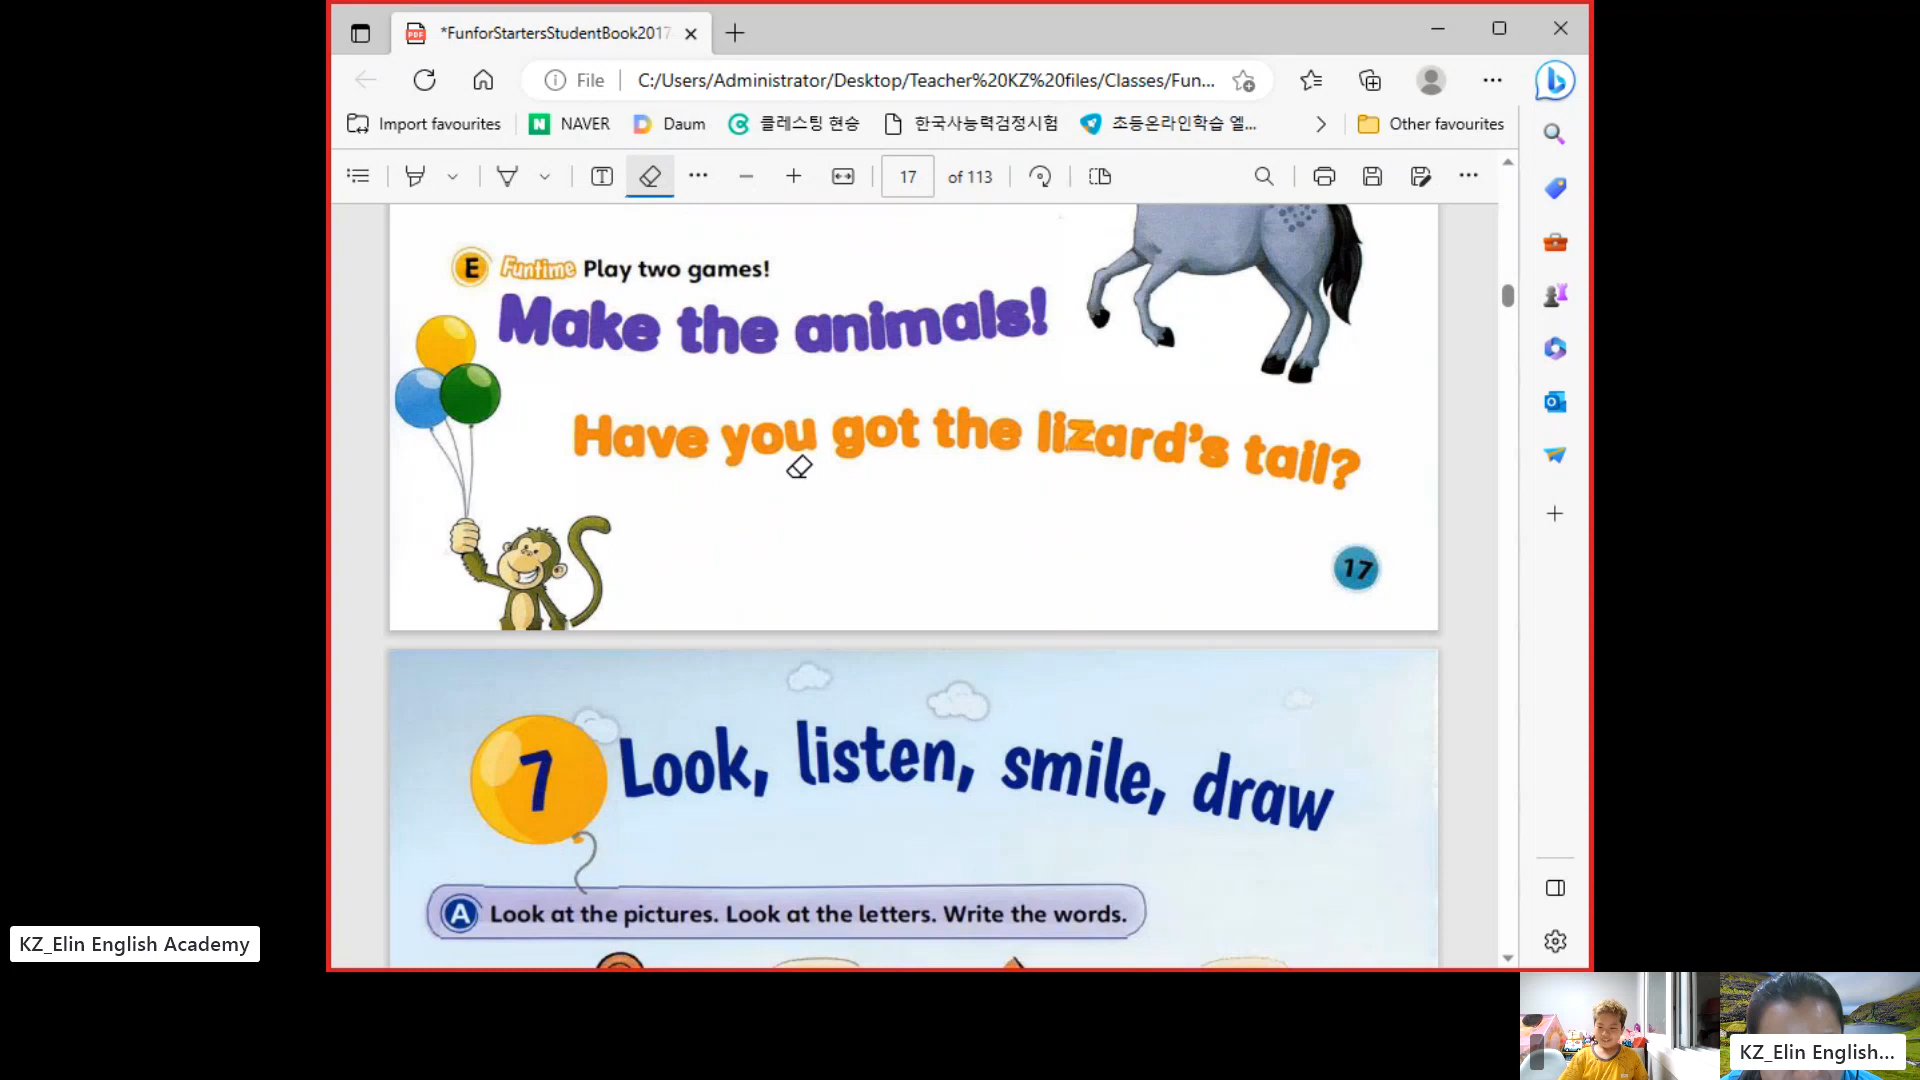 *FunforStartersStudentBook2017
File
C:/Users/Administrator/Desktop/Teacher%20KZ%20files/Classes/Fun...
Import favourites
NAVER
Daum
클레스팅 현승
한국사능력검정시험
초등온라인학습 엘...
Other favourites
17 of 113
E Funtime Play two games!
Make the animals!
Have you got the lizard's tail?
17
7 Look, listen, smile, draw
A Look at the pictures. Look at the letters. Write the words.
KZ_Elin English Academy
KZ_Elin English...